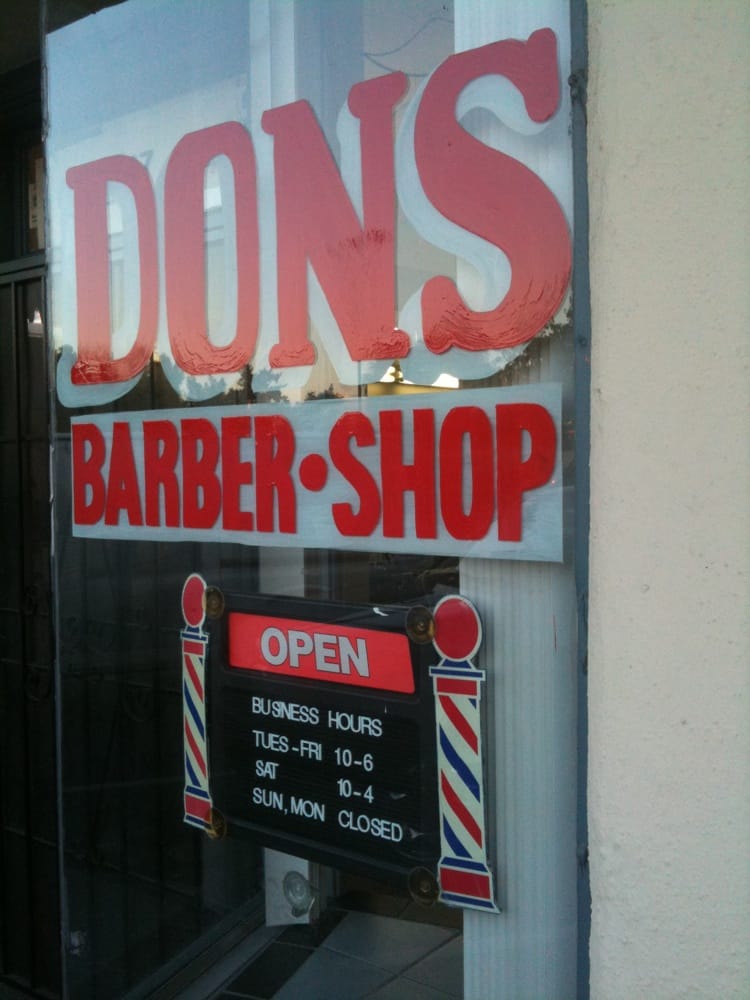 DONS
BARBER•SHOP
OPEN
BUSINESS HOURS
TUES-FRI 10-6
SAT 10-4
SUN, MON CLOSED